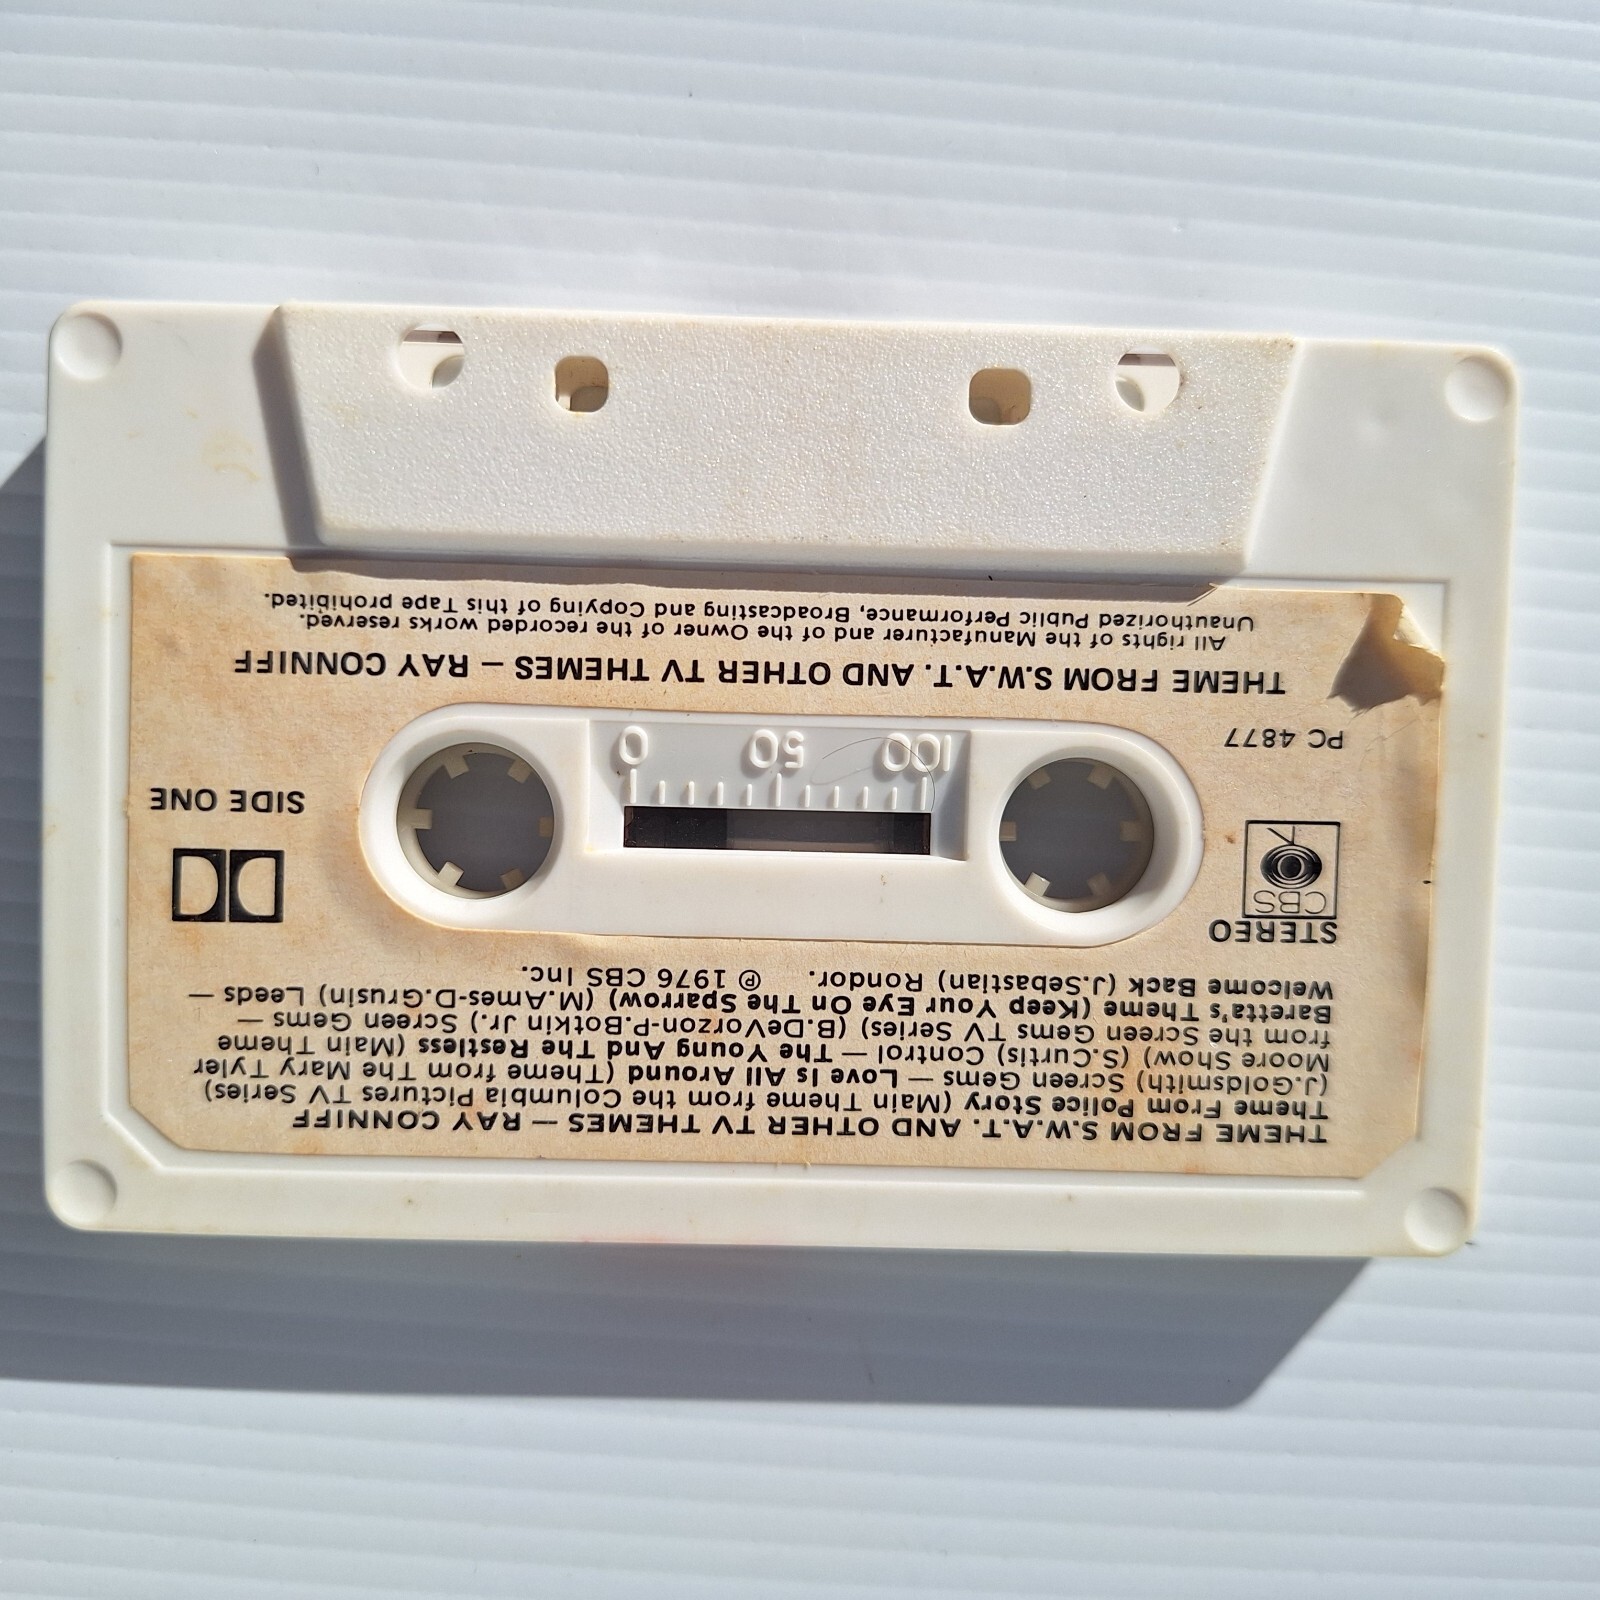 THEME FROM S.W.A.T. AND OTHER TV THEMES — RAY CONNIFF
Theme From Police Story (Main Theme from the Columbia Pictures TV Series)
(J.Goldsmith) Screen Gems — Love Is All Around (Theme from The Mary Tyler
Moore Show) (S.Curtis) Control — The Young And The Restless (Main Theme
from the Screen Gems TV Series) (B.DeVorzon-P.Botkin Jr.) Screen Gems —
Baretta's Theme (Keep Your Eye On The Sparrow) (M.Ames-D.Grusin) Leeds —
Welcome Back (J.Sebastian) Rondor. ℗ 1976 CBS Inc.
STEREO
CBS
SIDE ONE
PC 4877
100 50 0
THEME FROM S.W.A.T. AND OTHER TV THEMES — RAY CONNIFF
All rights of the Manufacturer and of the Owner of the recorded works reserved.
Unauthorized Public Performance, Broadcasting and Copying of this Tape prohibited.